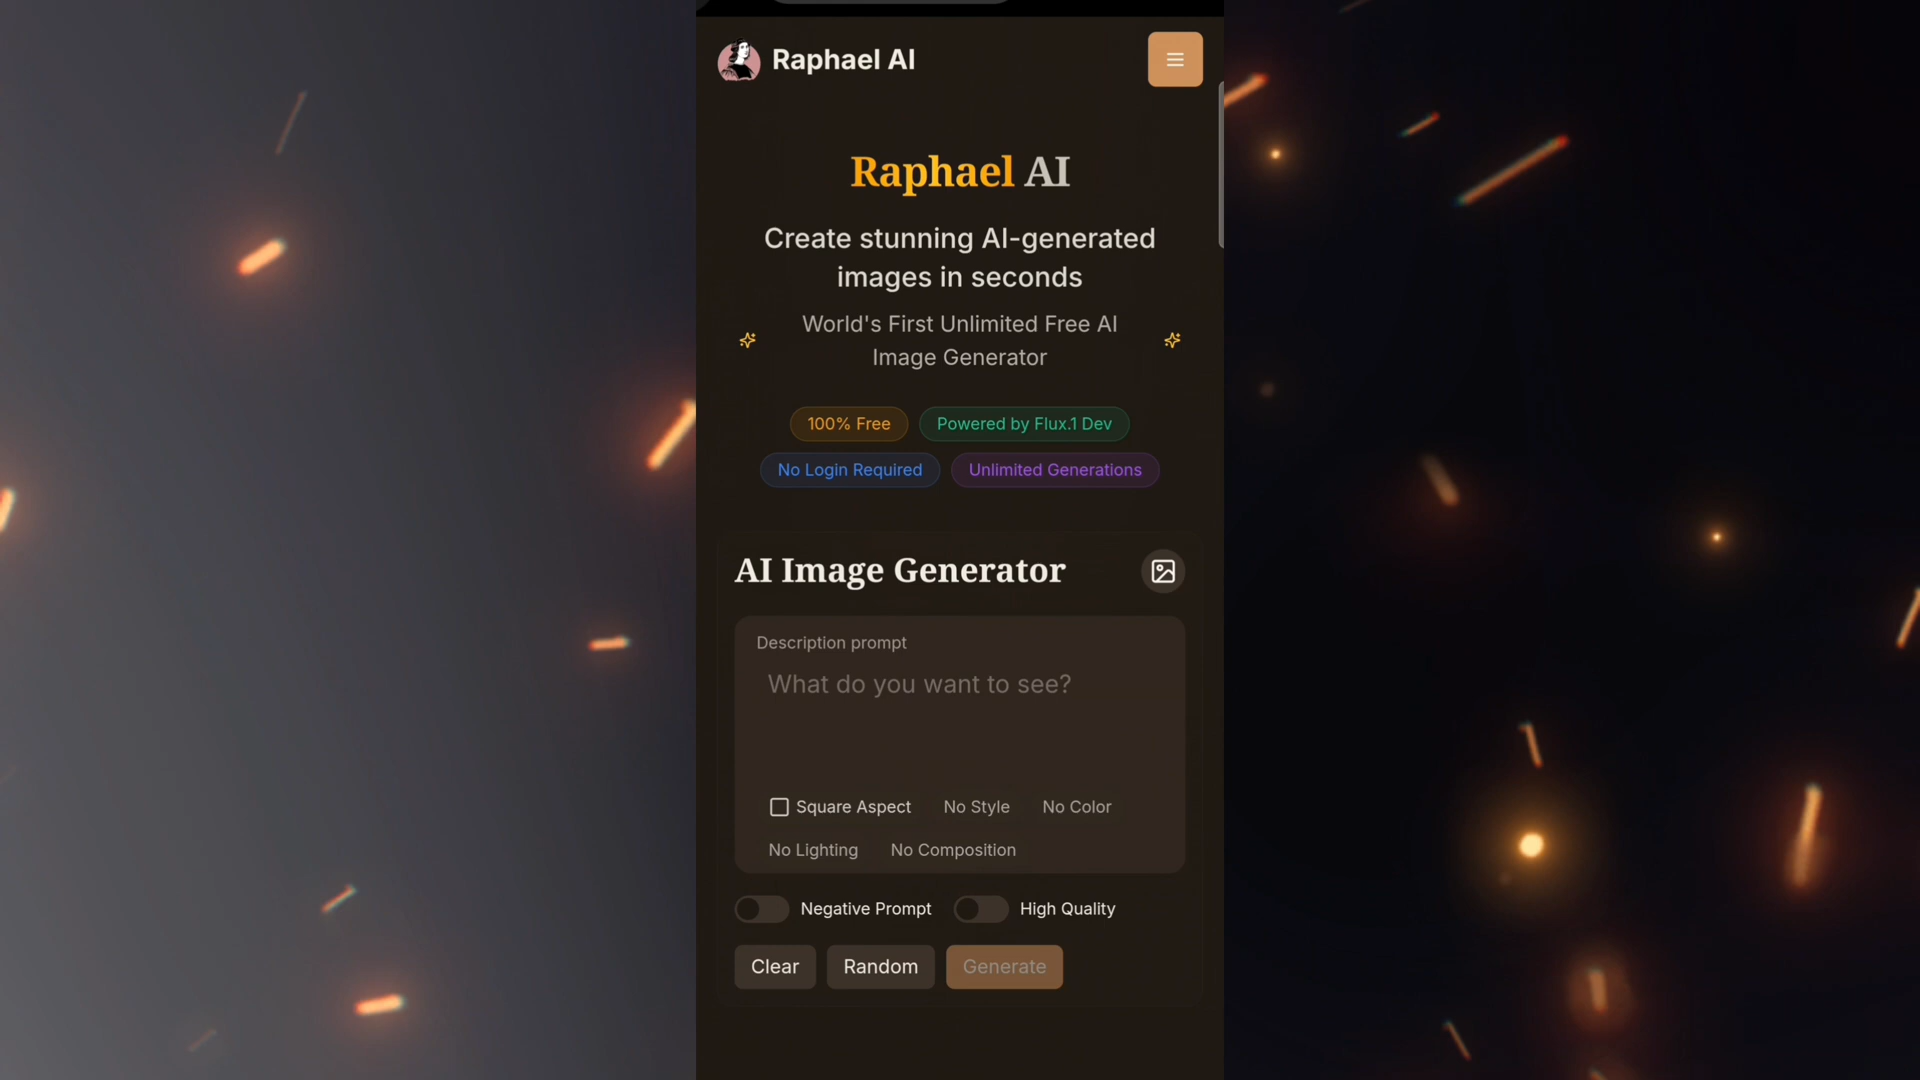 Raphael AI
Raphael AI
Create stunning AI-generated
images in seconds
World's First Unlimited Free AI
Image Generator
100% Free
Powered by Flux.1 Dev
No Login Required
Unlimited Generations
AI Image Generator
Description prompt
What do you want to see?
Square Aspect
No Style
No Color
No Lighting
No Composition
Negative Prompt
High Quality
Clear
Random
Generate